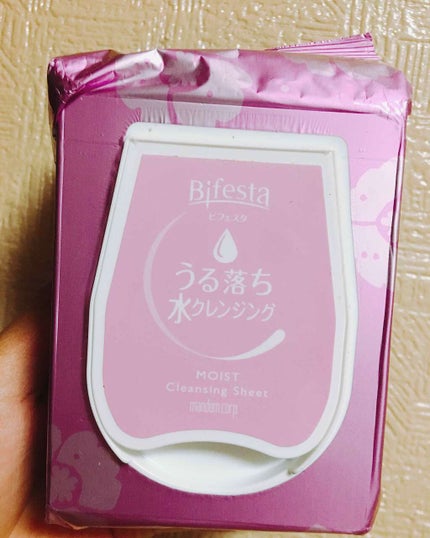 Bifesta
ビフェスタ
うる落ち
水クレンジング
MOIST
Cleansing Sheet
mandom corp.